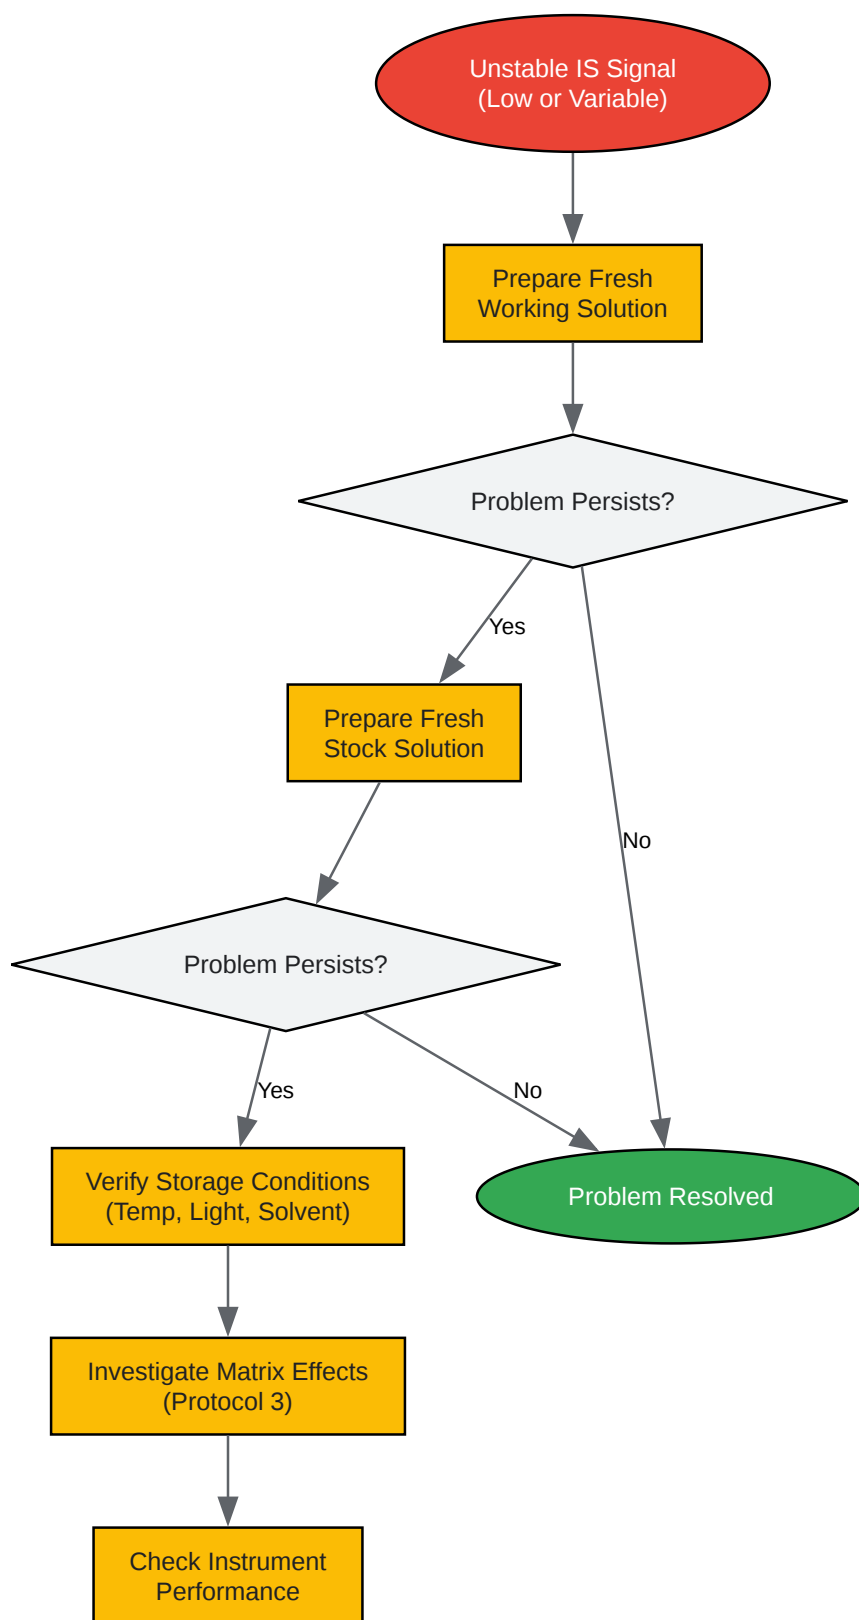 Unstable IS Signal
(Low or Variable)
Prepare Fresh
Working Solution
Problem Persists?
Yes
Prepare Fresh
Stock Solution
No
Problem Persists?
Yes
No
Verify Storage Conditions
(Temp, Light, Solvent)
Problem Resolved
Investigate Matrix Effects
(Protocol 3)
Check Instrument
Performance